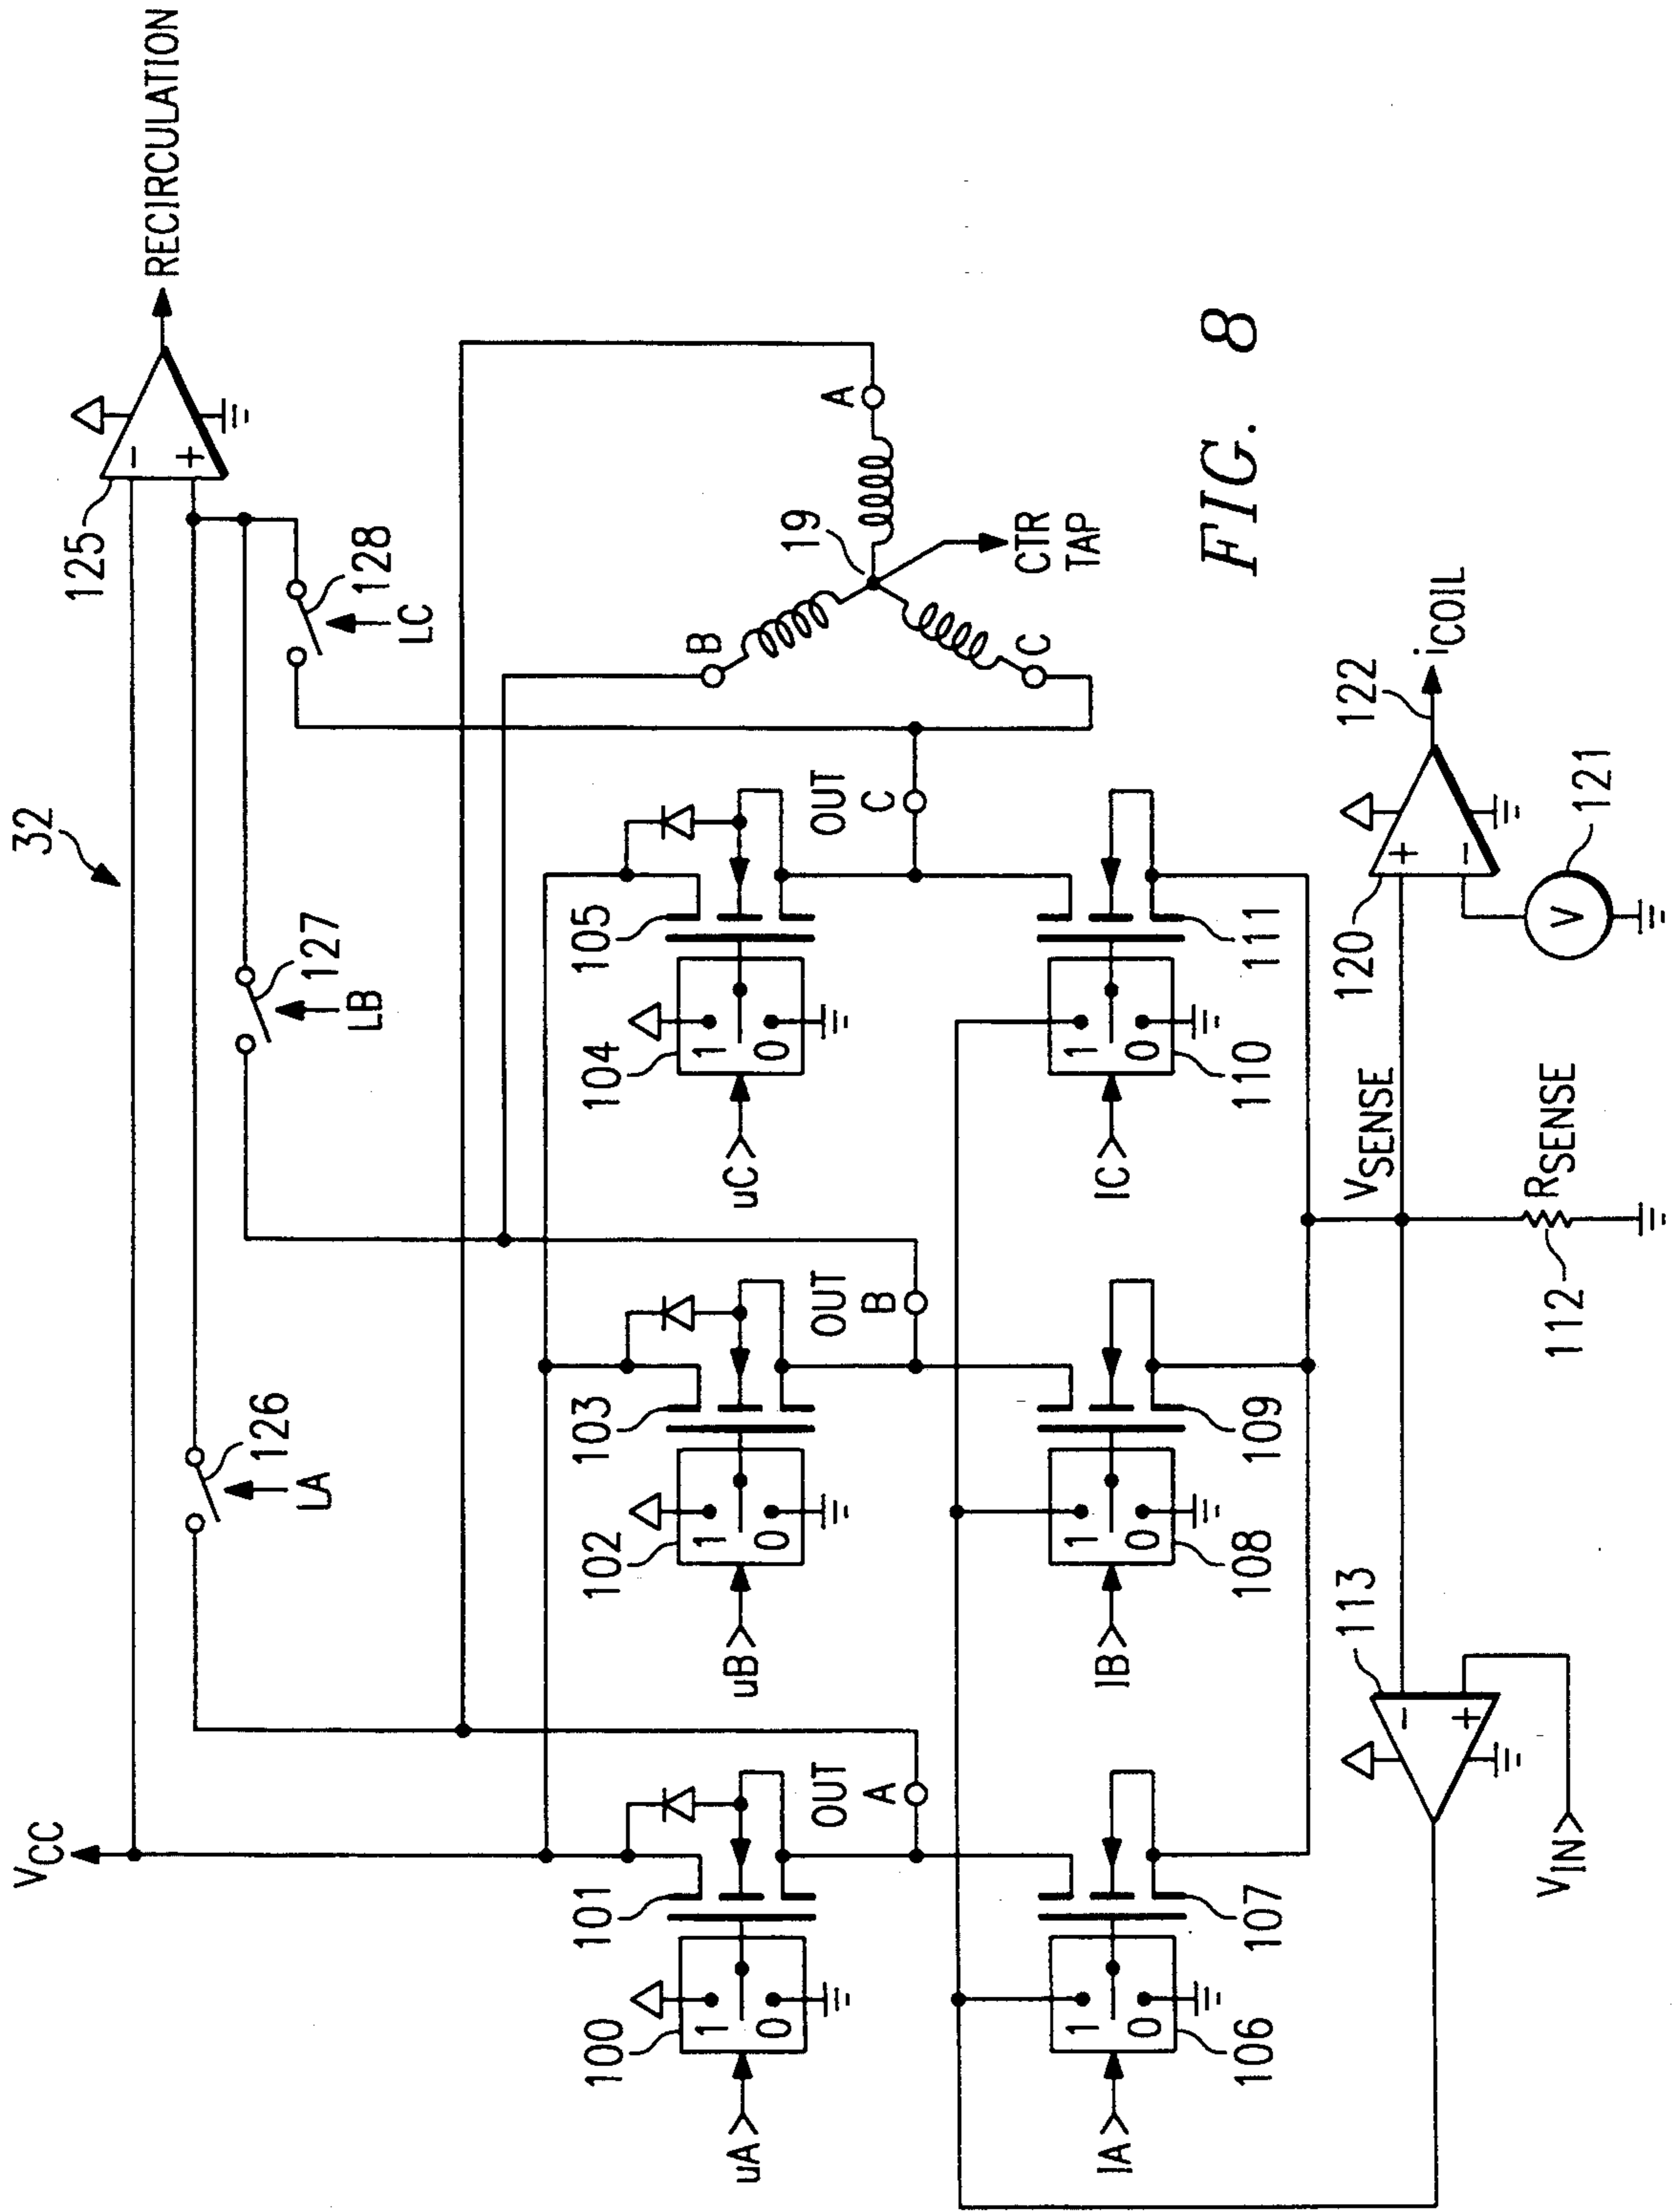 32
VCC
125
−
+
RECIRCULATION
126
LA
127
LB
128
LC
19
B
A
C
CTR
TAP
101
103
105
100
1
0
uA
102
1
0
uB
104
1
0
uC
OUT
A
OUT
B
OUT
C
106
1
0
lA
107
108
1
0
lB
109
110
1
0
lC
111
113
−
+
VIN
VSENSE
112
RSENSE
120
+
−
V
121
122
iCOIL
FIG. 8